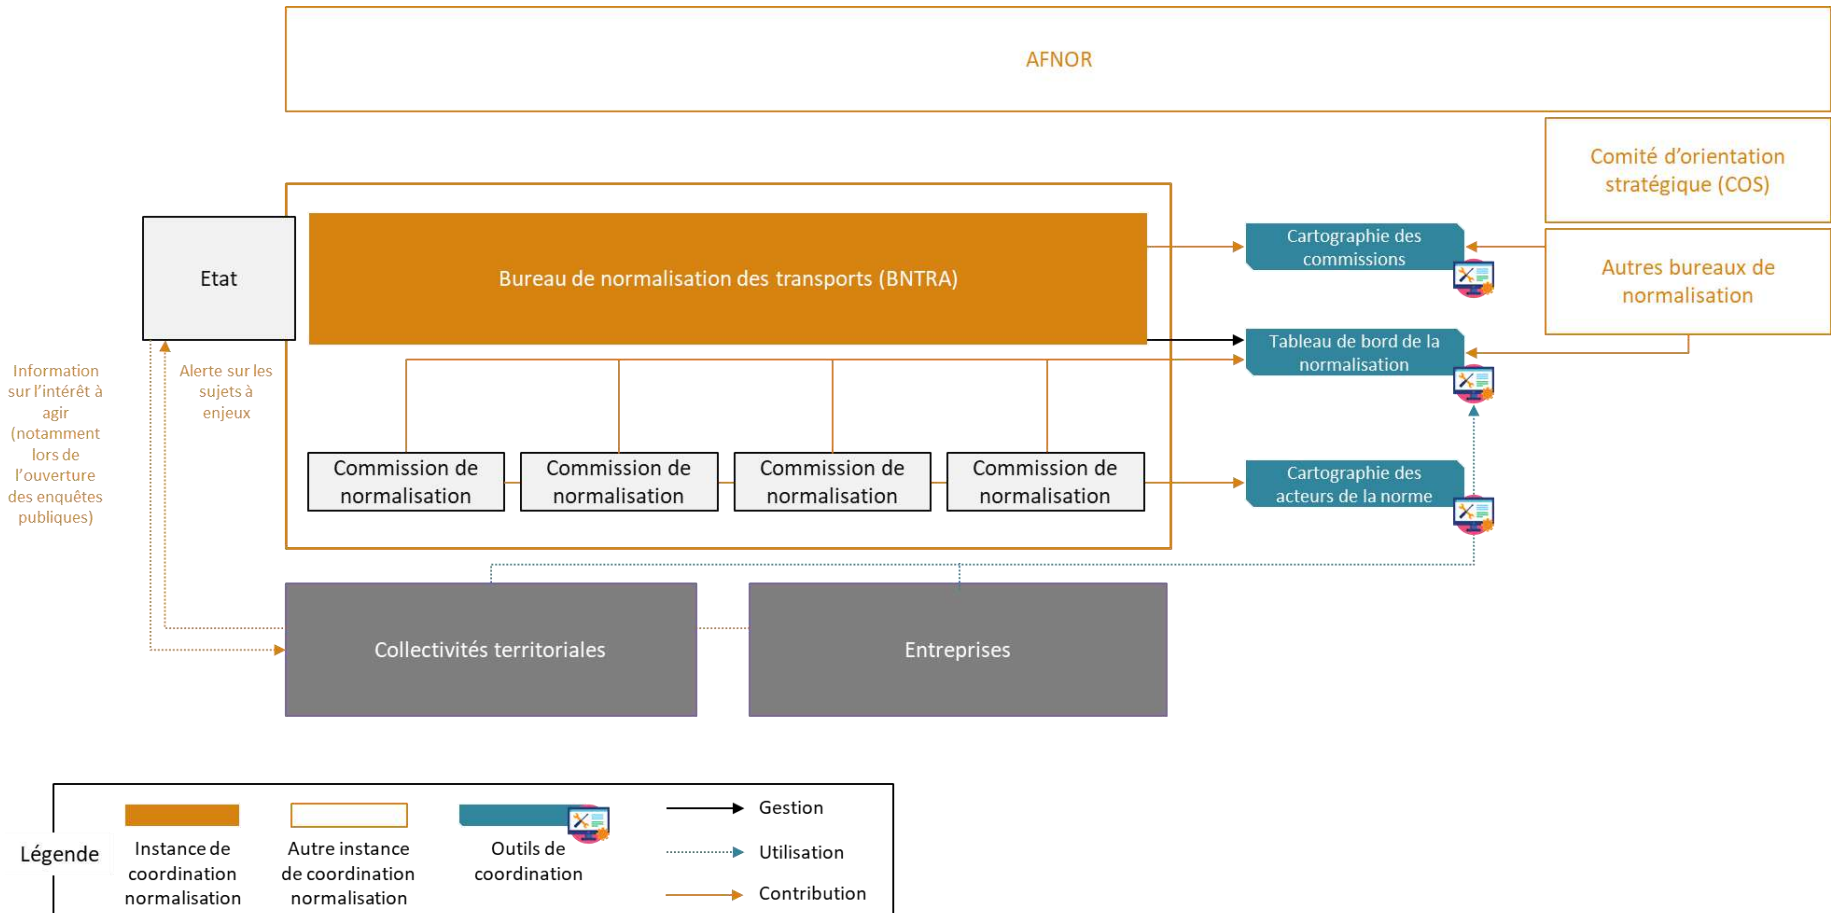 AFNOR
Comité d'orientation
stratégique (COS)
Etat
Bureau de normalisation des transports (BNTRA)
Cartographie des
commissions
Autres bureaux de
normalisation
Tableau de bord de la
normalisation
Information
sur l'intérêt à
agir
(notamment
lors de
l'ouverture
des enquêtes
publiques)
Alerte sur les
sujets à
enjeux
Commission de
normalisation
Commission de
normalisation
Commission de
normalisation
Commission de
normalisation
Cartographie des
acteurs de la norme
Collectivités territoriales
Entreprises
Légende
Instance de
coordination
normalisation
Autre instance
de coordination
normalisation
Outils de
coordination
Gestion
Utilisation
Contribution